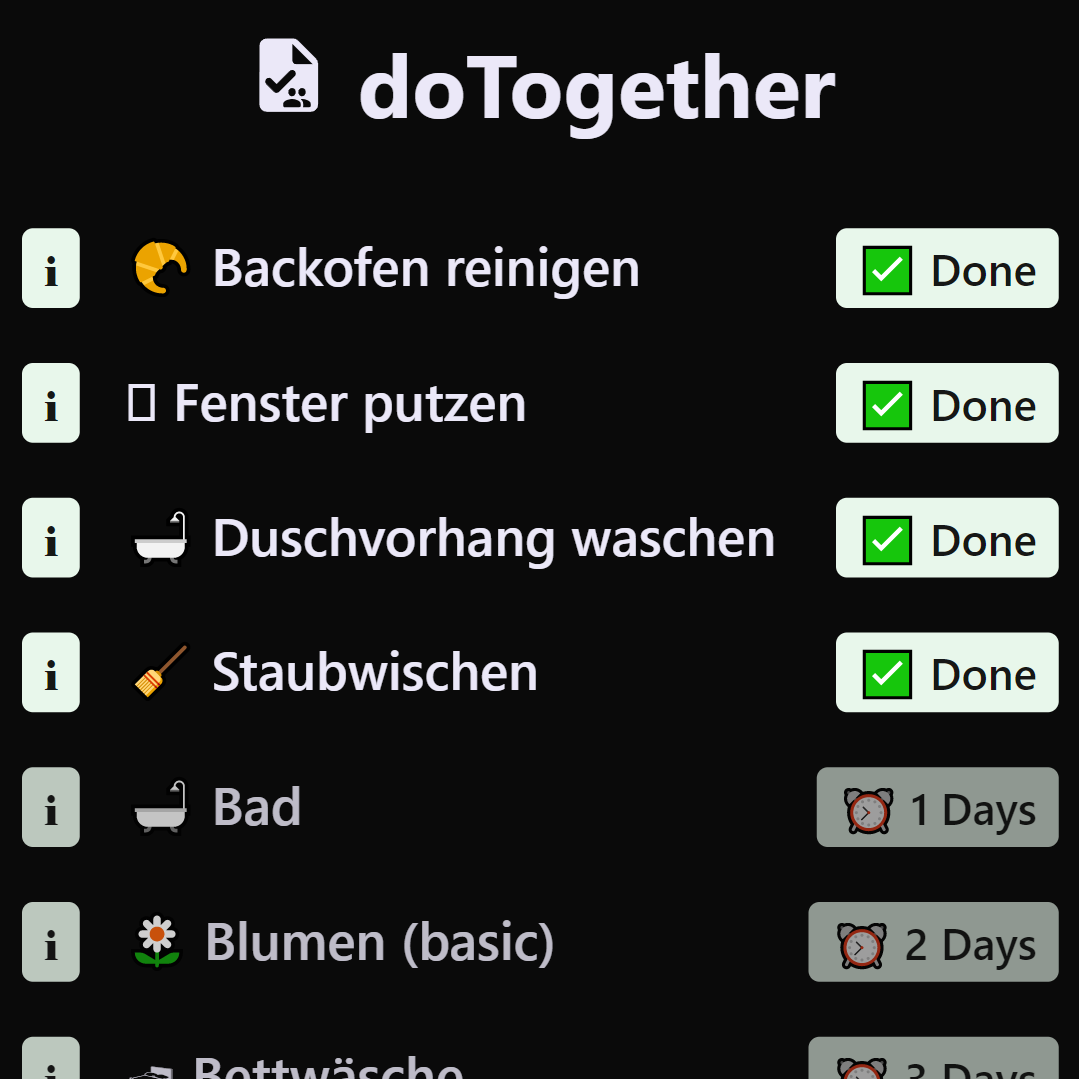 doTogether
i 🥐 Backofen reinigen ✅ Done
i Fenster putzen ✅ Done
i 🛁 Duschvorhang waschen ✅ Done
i 🧹 Staubwischen ✅ Done
i 🛁 Bad ⏰ 1 Days
i 🌼 Blumen (basic) ⏰ 2 Days
i Bettwäsche ⏰ 3 Days